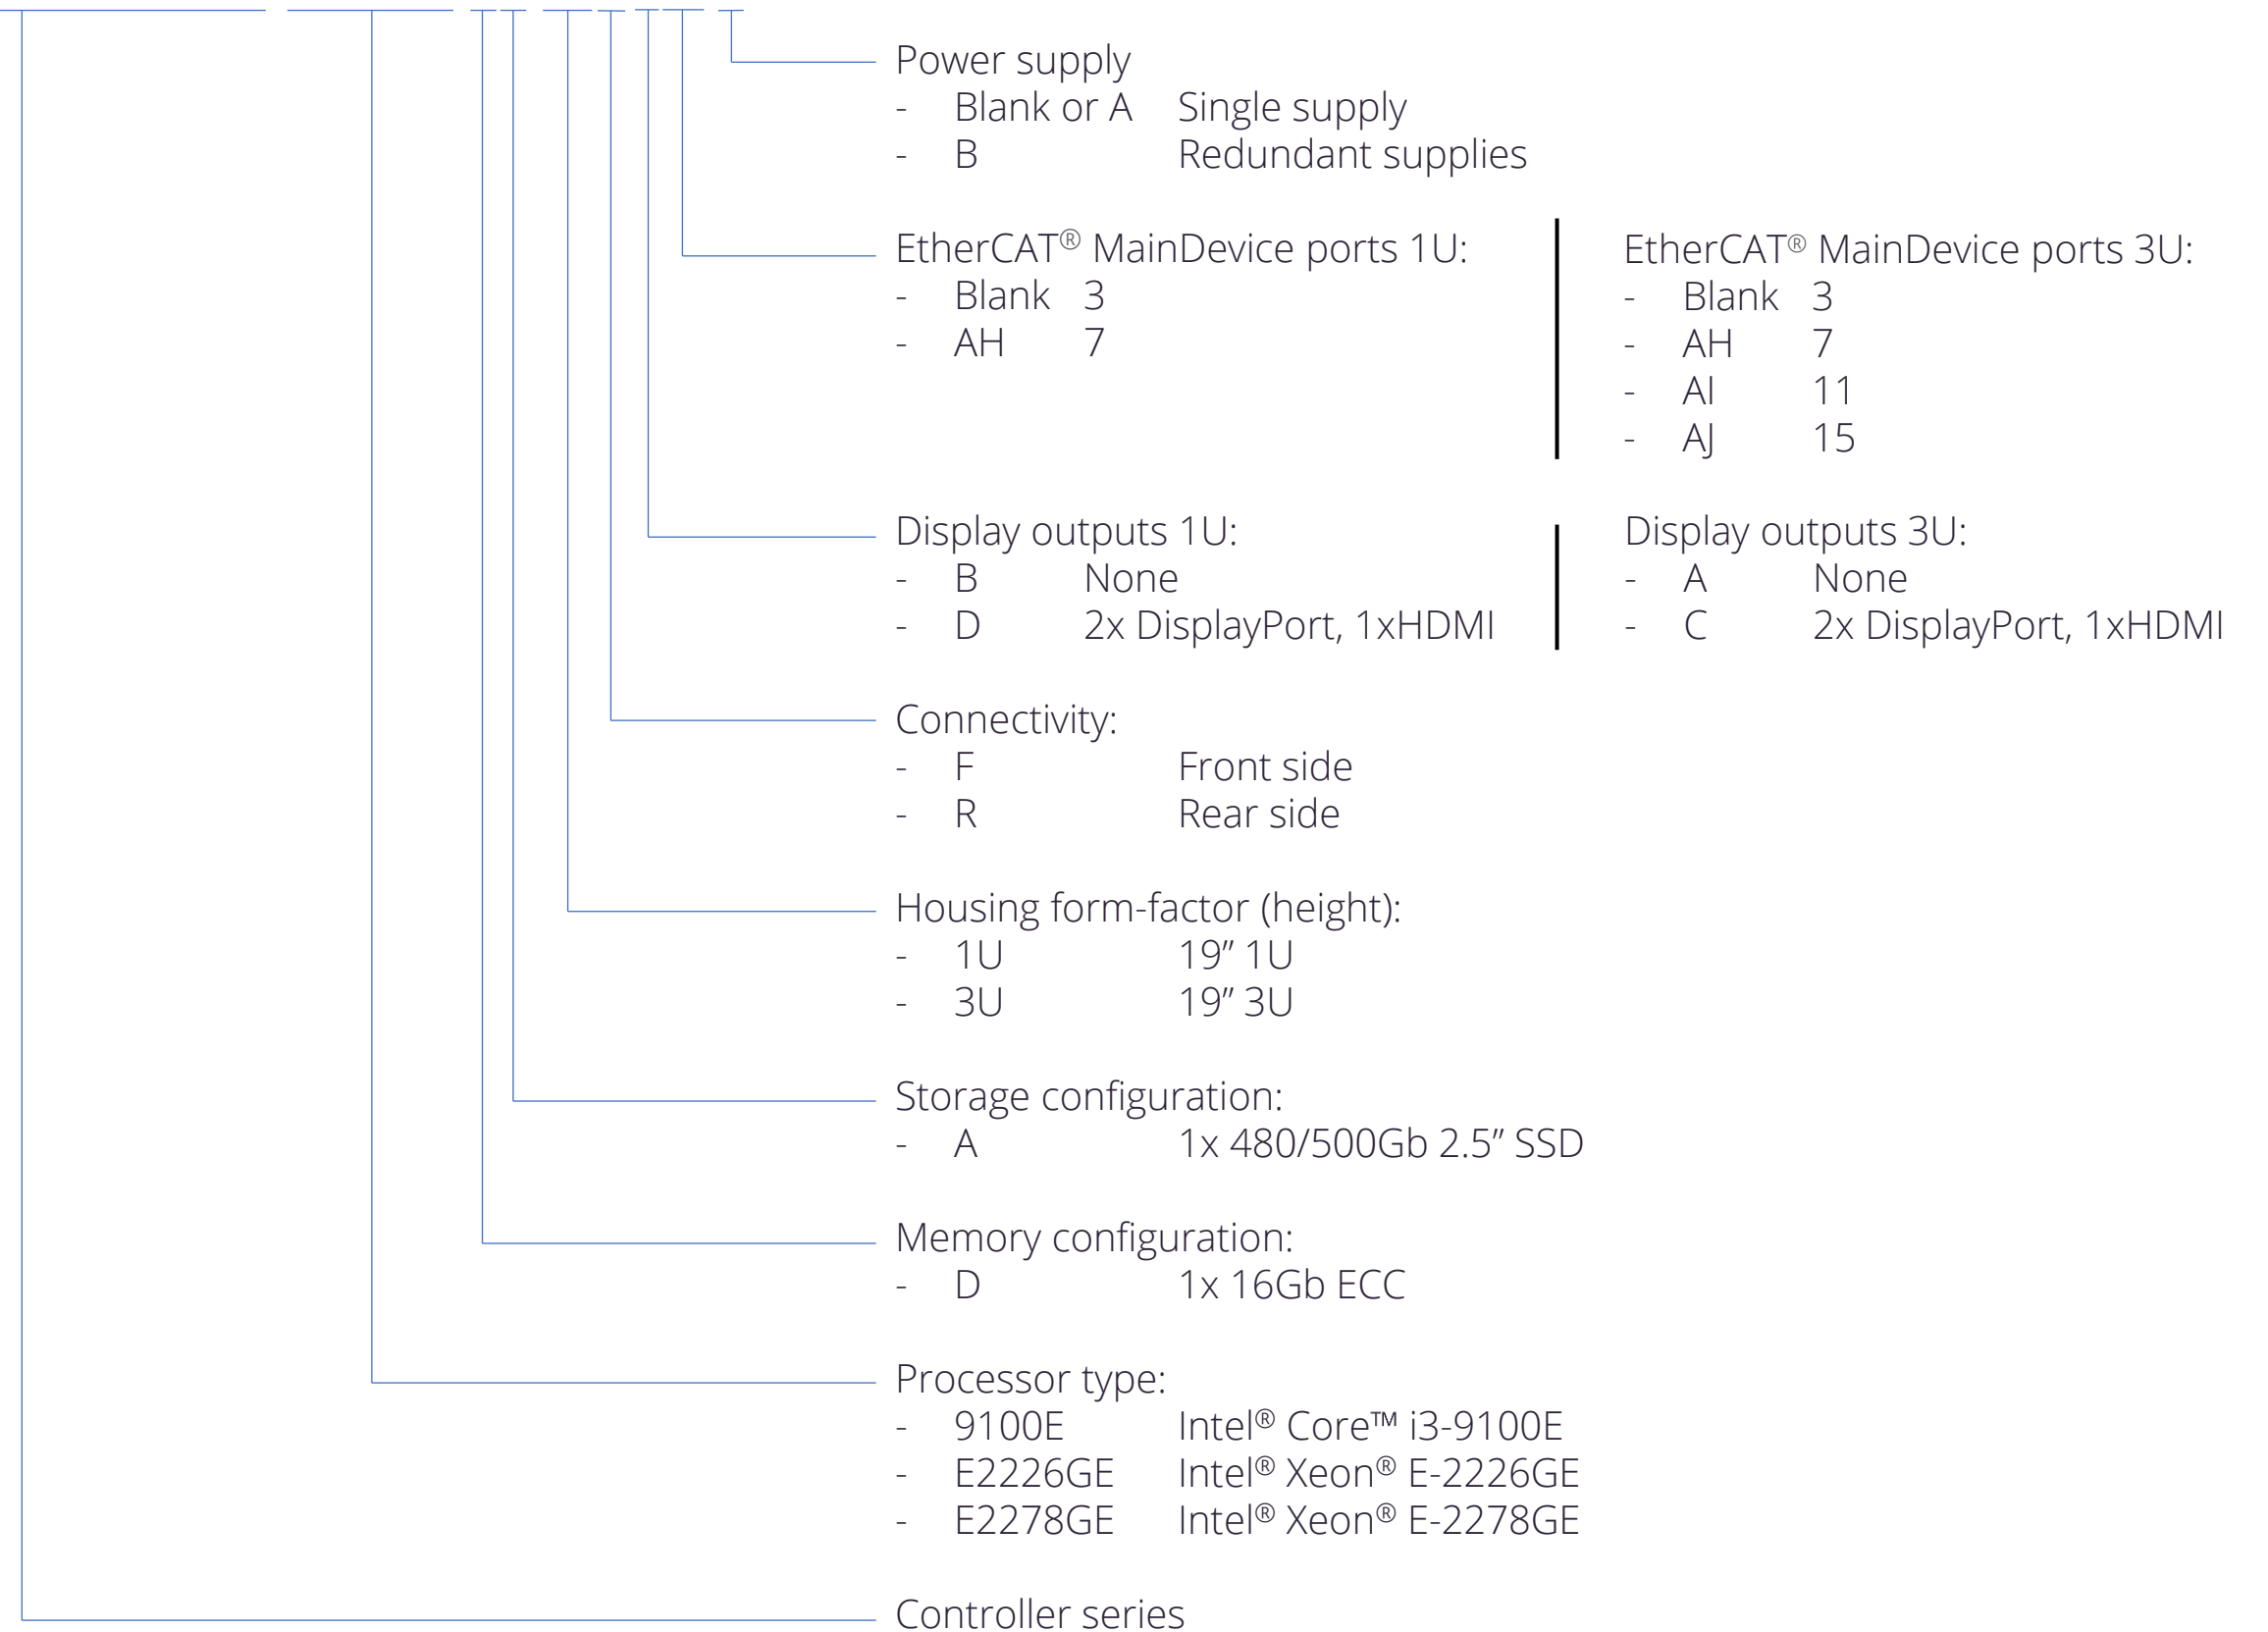 Power supply
- Blank or A Single supply
- B Redundant supplies
EtherCAT® MainDevice ports 1U:
- Blank 3
- AH 7
EtherCAT® MainDevice ports 3U:
- Blank 3
- AH 7
- AI 11
- AJ 15
Display outputs 1U:
- B None
- D 2x DisplayPort, 1xHDMI
Display outputs 3U:
- A None
- C 2x DisplayPort, 1xHDMI
Connectivity:
- F Front side
- R Rear side
Housing form-factor (height):
- 1U 19” 1U
- 3U 19” 3U
Storage configuration:
- A 1x 480/500Gb 2.5” SSD
Memory configuration:
- D 1x 16Gb ECC
Processor type:
- 9100E Intel® Core™ i3-9100E
- E2226GE Intel® Xeon® E-2226GE
- E2278GE Intel® Xeon® E-2278GE
Controller series